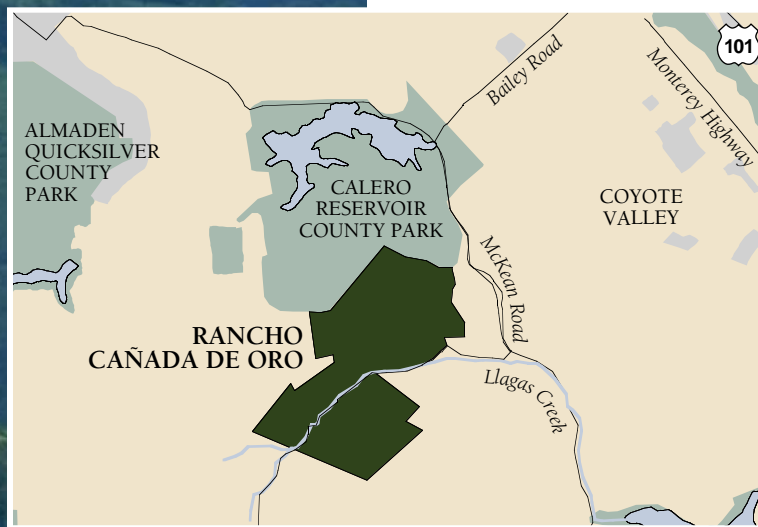 101
Bailey Road
Monterey Highway
ALMADEN
QUICKSILVER
COUNTY
PARK
CALERO
RESERVOIR
COUNTY PARK
COYOTE
VALLEY
McKean Road
RANCHO
CAÑADA DE ORO
Llagas Creek